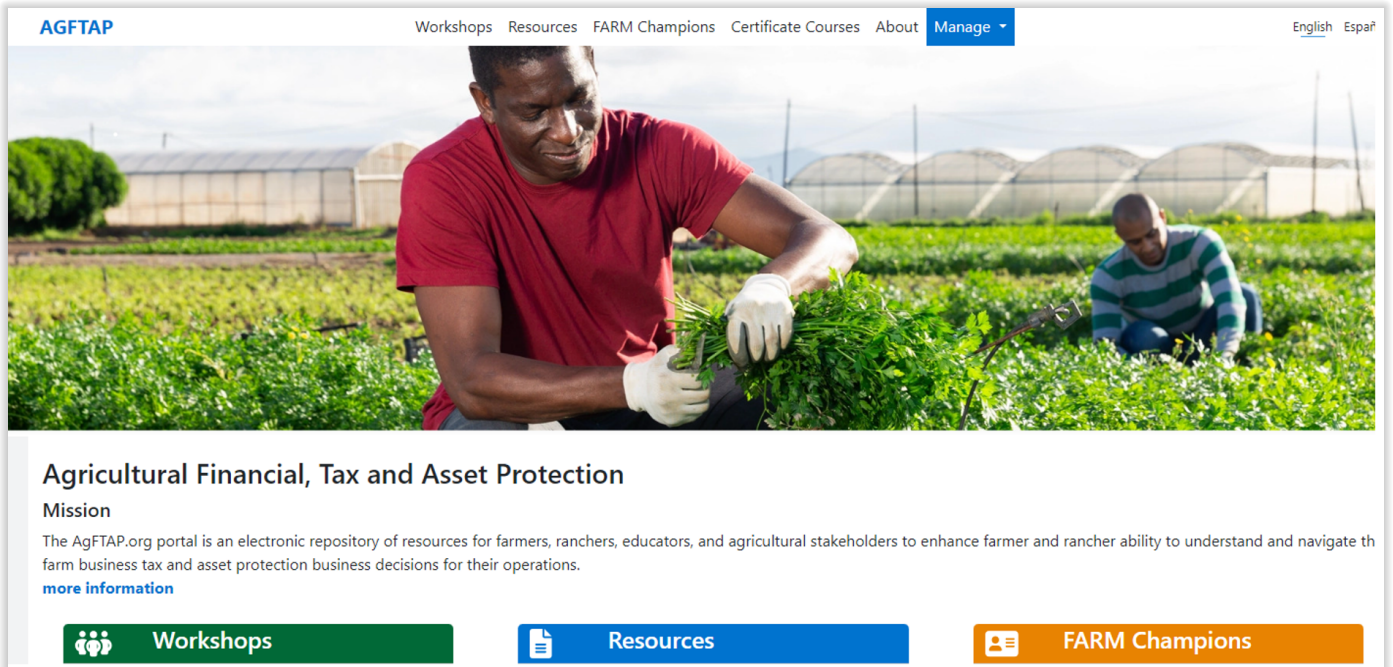 AGFTAP Workshops Resources FARM Champions Certificate Courses About Manage English Españ
Agricultural Financial, Tax and Asset Protection
Mission
The AgFTAP.org portal is an electronic repository of resources for farmers, ranchers, educators, and agricultural stakeholders to enhance farmer and rancher ability to understand and navigate th
farm business tax and asset protection business decisions for their operations.
more information
Workshops Resources FARM Champions